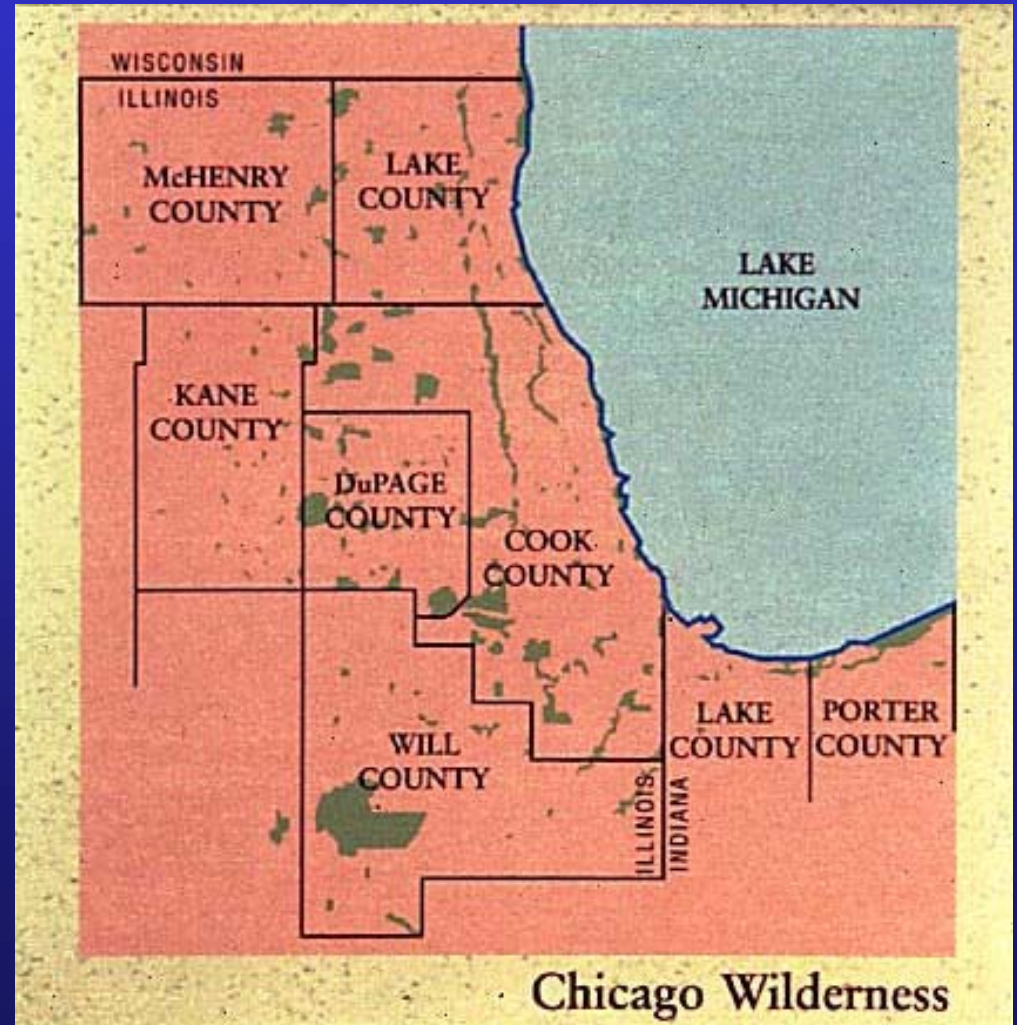 WISCONSIN
ILLINOIS
McHENRY
COUNTY
LAKE
COUNTY
LAKE
MICHIGAN
KANE
COUNTY
DuPAGE
COUNTY
COOK
COUNTY
LAKE
COUNTY
PORTER
COUNTY
WILL
COUNTY
ILLINOIS
INDIANA
Chicago Wilderness